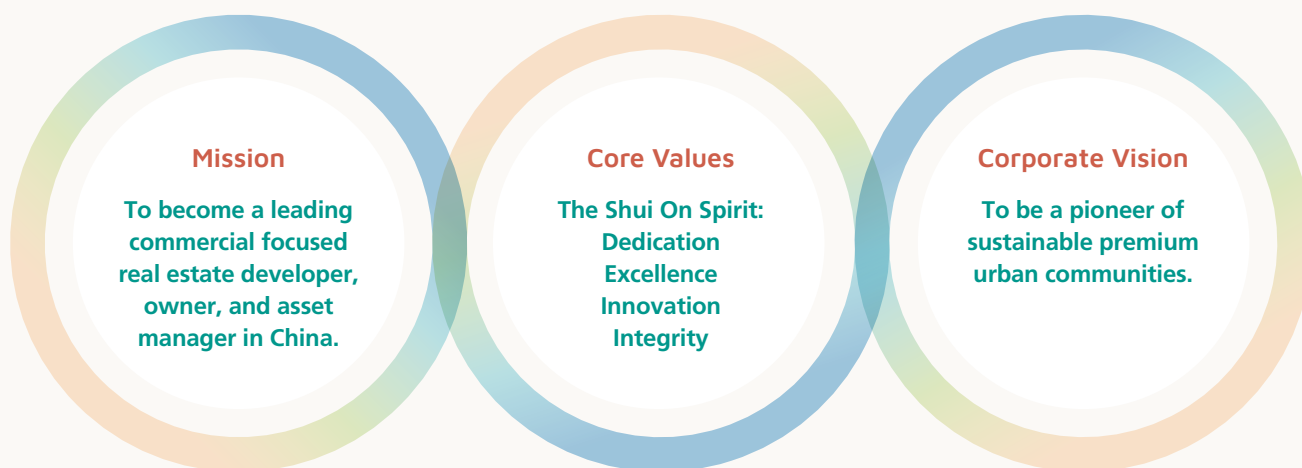 Mission
To become a leading
commercial focused
real estate developer,
owner, and asset
manager in China.
Core Values
The Shui On Spirit:
Dedication
Excellence
Innovation
Integrity
Corporate Vision
To be a pioneer of
sustainable premium
urban communities.